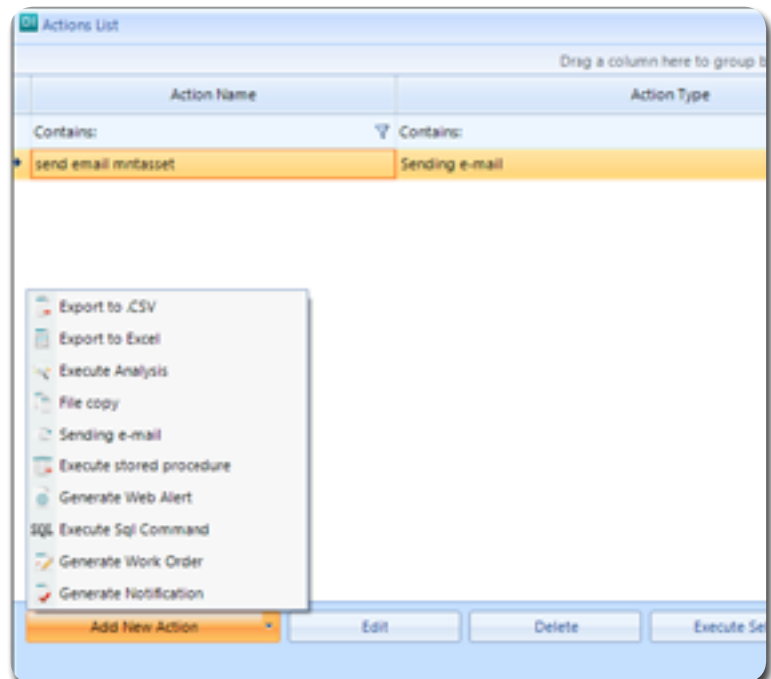 DI Actions List
Drag a column here to group b
Action Name Action Type
Contains: Contains:
send email mntasset Sending e-mail
Export to .CSV
Export to Excel
Execute Analysis
File copy
Sending e-mail
Execute stored procedure
Generate Web Alert
SQL Execute Sql Command
Generate Work Order
Generate Notification
Add New Action Edit Delete Execute Se